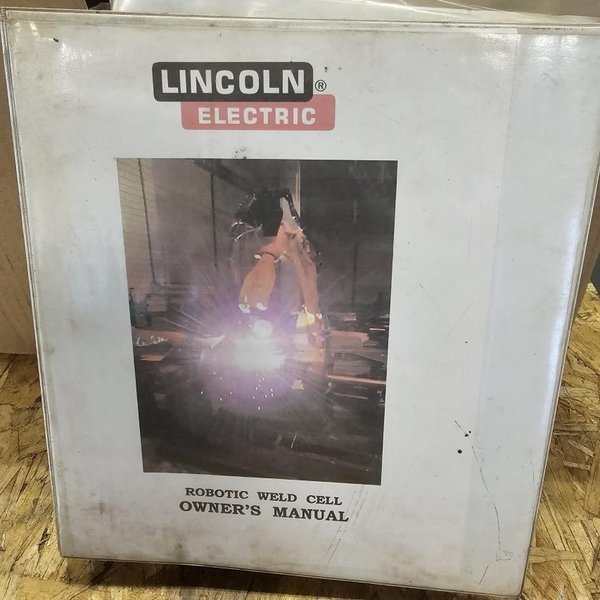 LINCOLN®
ELECTRIC
ROBOTIC WELD CELL
OWNER'S MANUAL